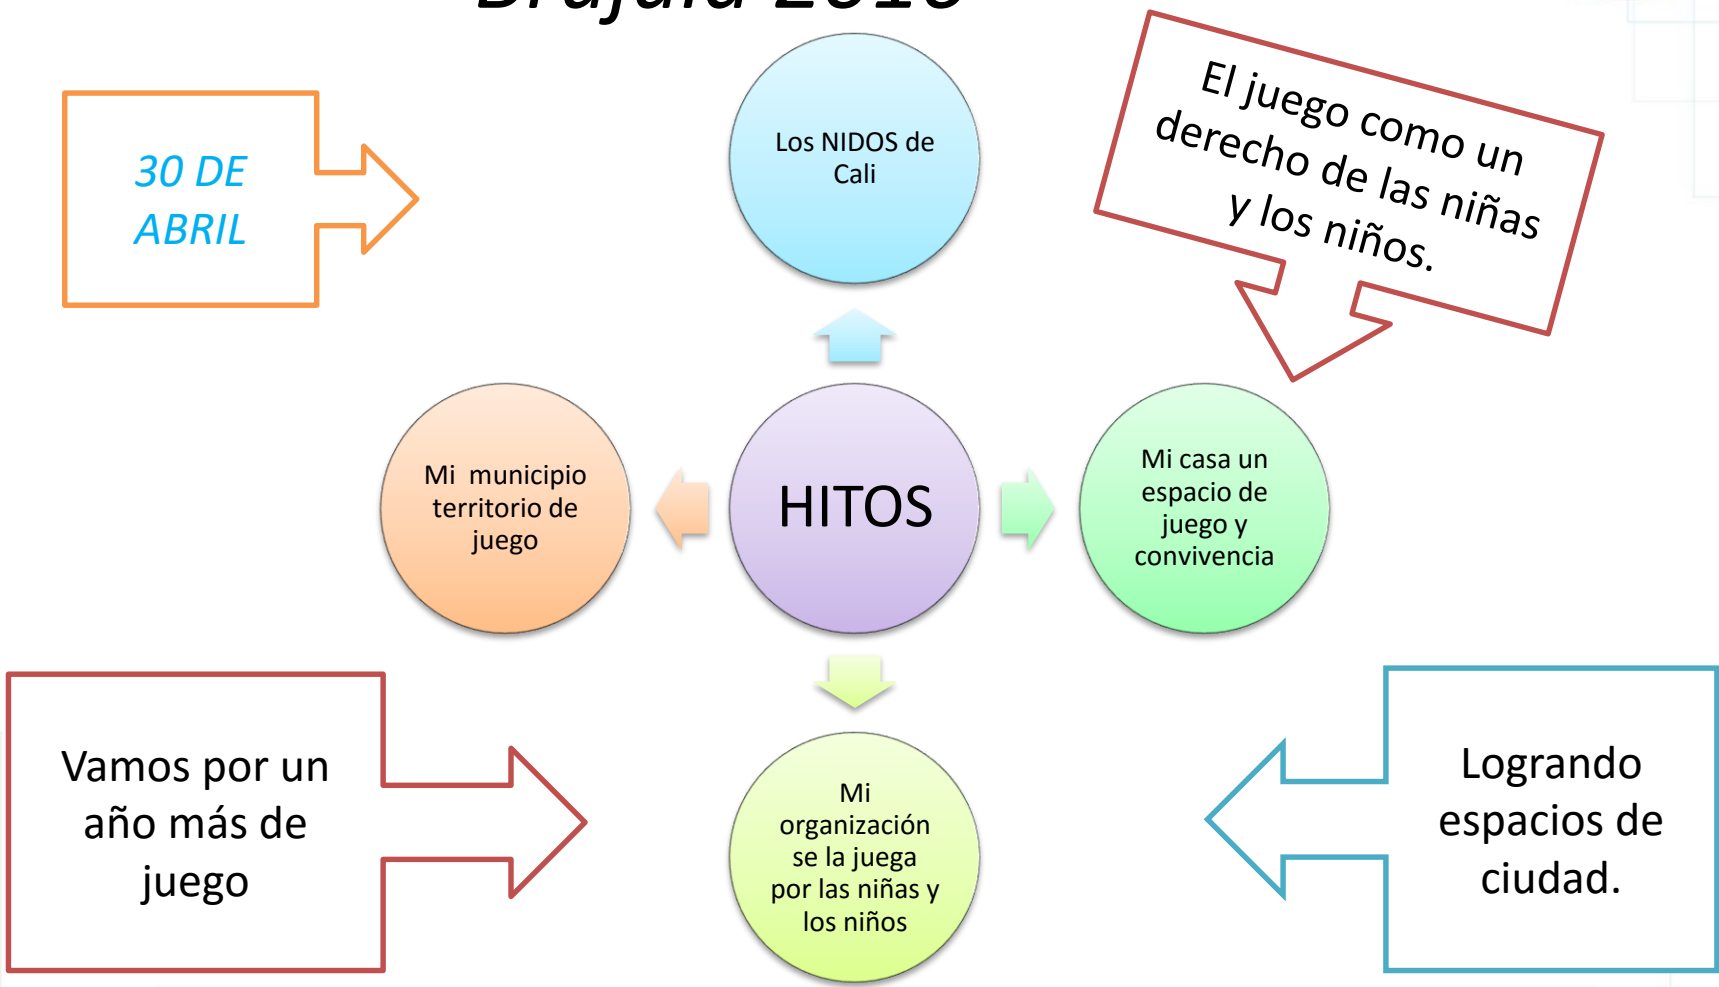 Brújula
30 DE
ABRIL
Los NIDOS de
Cali
El juego como un
derecho de las niñas
y los niños.
Mi municipio
territorio de
juego
HITOS
Mi casa un
espacio de
juego y
convivencia
Vamos por un
año más de
juego
Mi
organización
se la juega
por las niñas y
los niños
Logrando
espacios de
ciudad.